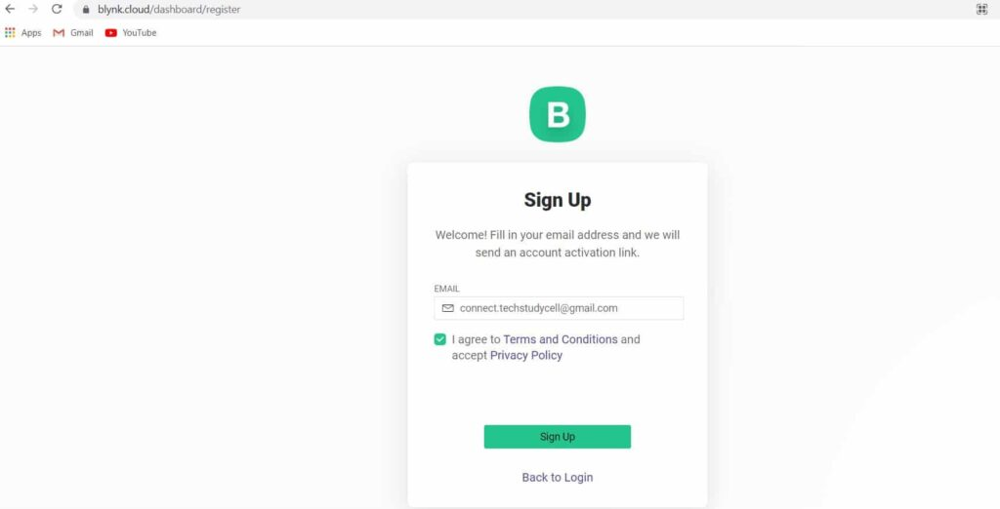 blynk.cloud/dashboard/register
Apps Gmail YouTube
B
Sign Up
Welcome! Fill in your email address and we will
send an account activation link.
EMAIL
connect.techstudycell@gmail.com
I agree to Terms and Conditions and
accept Privacy Policy
Sign Up
Back to Login